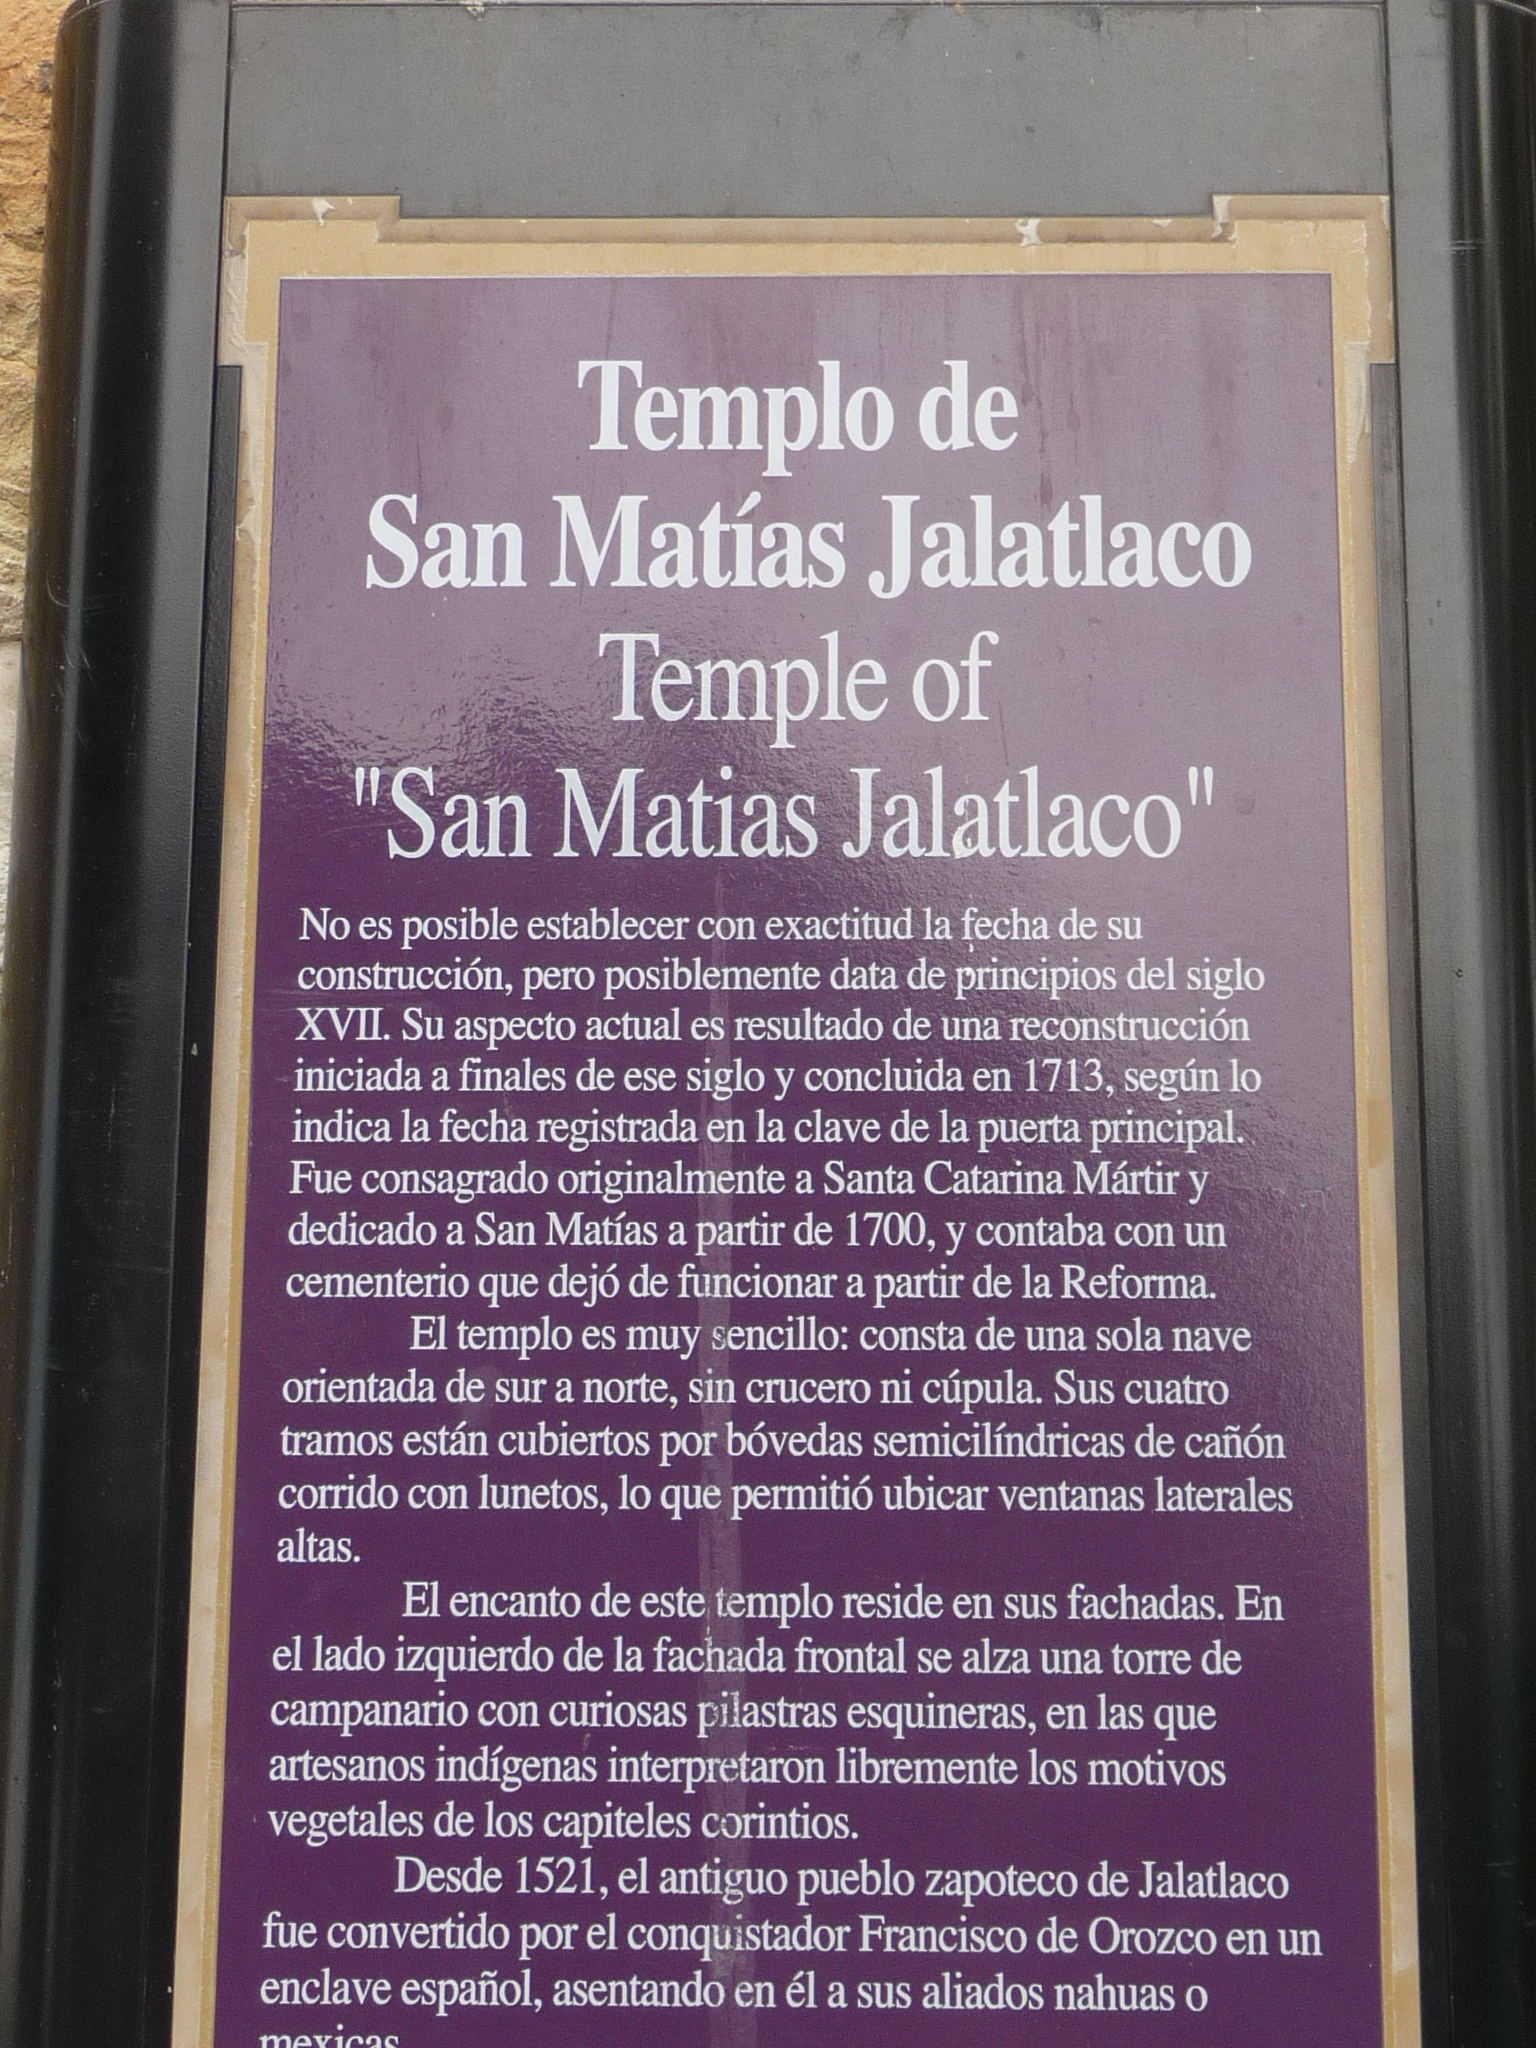 Templo de
San Matías Jalatlaco
Temple of
"San Matias Jalatlaco"
No es posible establecer con exactitud la fecha de su
construcción, pero posiblemente data de principios del siglo
XVII. Su aspecto actual es resultado de una reconstrucción
iniciada a finales de ese siglo y concluida en 1713, según lo
indica la fecha registrada en la clave de la puerta principal.
Fue consagrado originalmente a Santa Catarina Mártir y
dedicado a San Matías a partir de 1700, y contaba con un
cementerio que dejó de funcionar a partir de la Reforma.
El templo es muy sencillo: consta de una sola nave
orientada de sur a norte, sin crucero ni cúpula. Sus cuatro
tramos están cubiertos por bóvedas semicilíndricas de cañón
corrido con lunetos, lo que permitió ubicar ventanas laterales
altas.
El encanto de este templo reside en sus fachadas. En
el lado izquierdo de la fachada frontal se alza una torre de
campanario con curiosas pilastras esquineras, en las que
artesanos indígenas interpretaron libremente los motivos
vegetales de los capiteles corintios.
Desde 1521, el antiguo pueblo zapoteco de Jalatlaco
fue convertido por el conquistador Francisco de Orozco en un
enclave español, asentando en él a sus aliados nahuas o
mexicas.